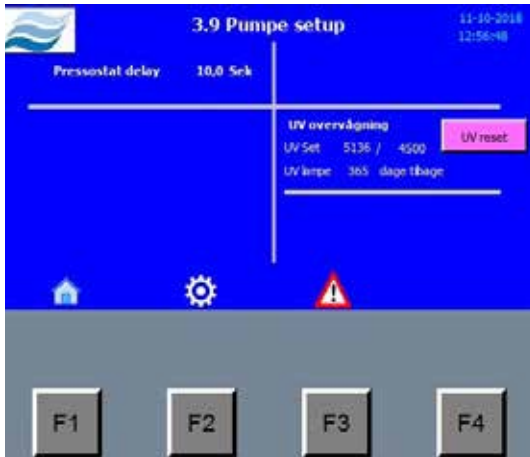 3.9 Pumpe setup
11-10-2018
12:56:48
Pressostat delay 10,0 Sek
UV overvågning
UV Set 5136 / 4500
UV lampe 365 dage tilbage
UV reset
F1
F2
F3
F4